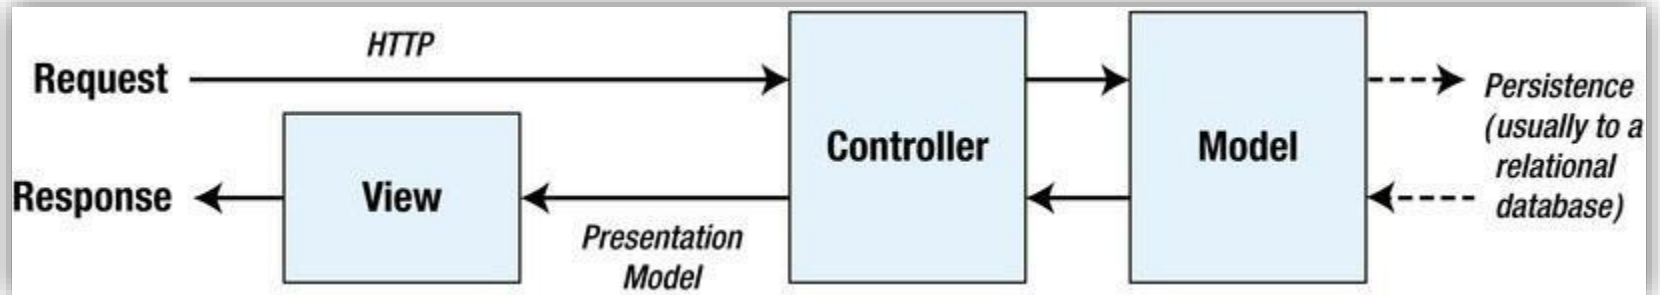 HTTP
Request
Controller
Model
Persistence
(usually to a
relational
database)
View
Response
Presentation
Model